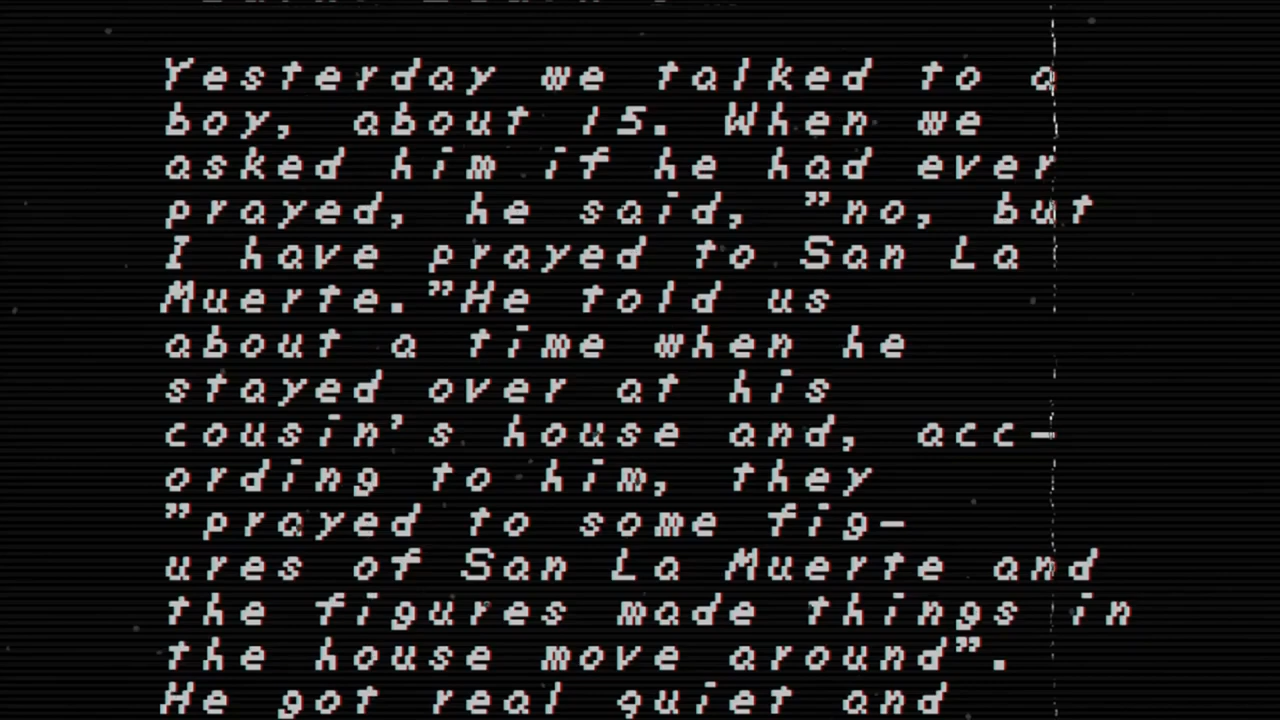 Yesterday we talked to a
boy, about 15. When we
asked him if he had ever
prayed, he said, "no, but
I have prayed to San La
Muerte."He told us
about a time when he
stayed over at his
cousin's house and, acc-
ording to him, they
"prayed to some fig-
ures of San La Muerte and
the figures made things in
the house move around".
He got real quiet and